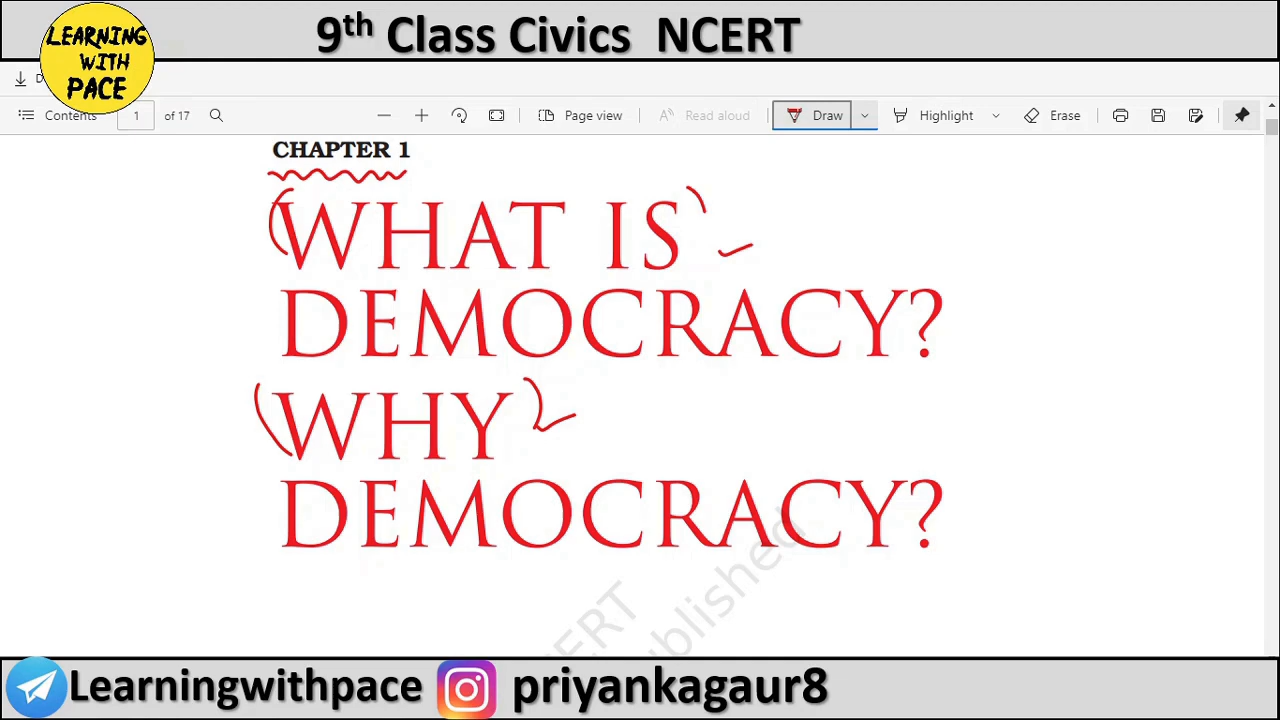 LEARNING
WITH
PACE
9th Class Civics NCERT
Contents 1 of 17 Page view Read aloud Draw Highlight Erase
CHAPTER 1
WHAT IS
DEMOCRACY?
WHY
DEMOCRACY?
Learningwithpace priyankagaur8